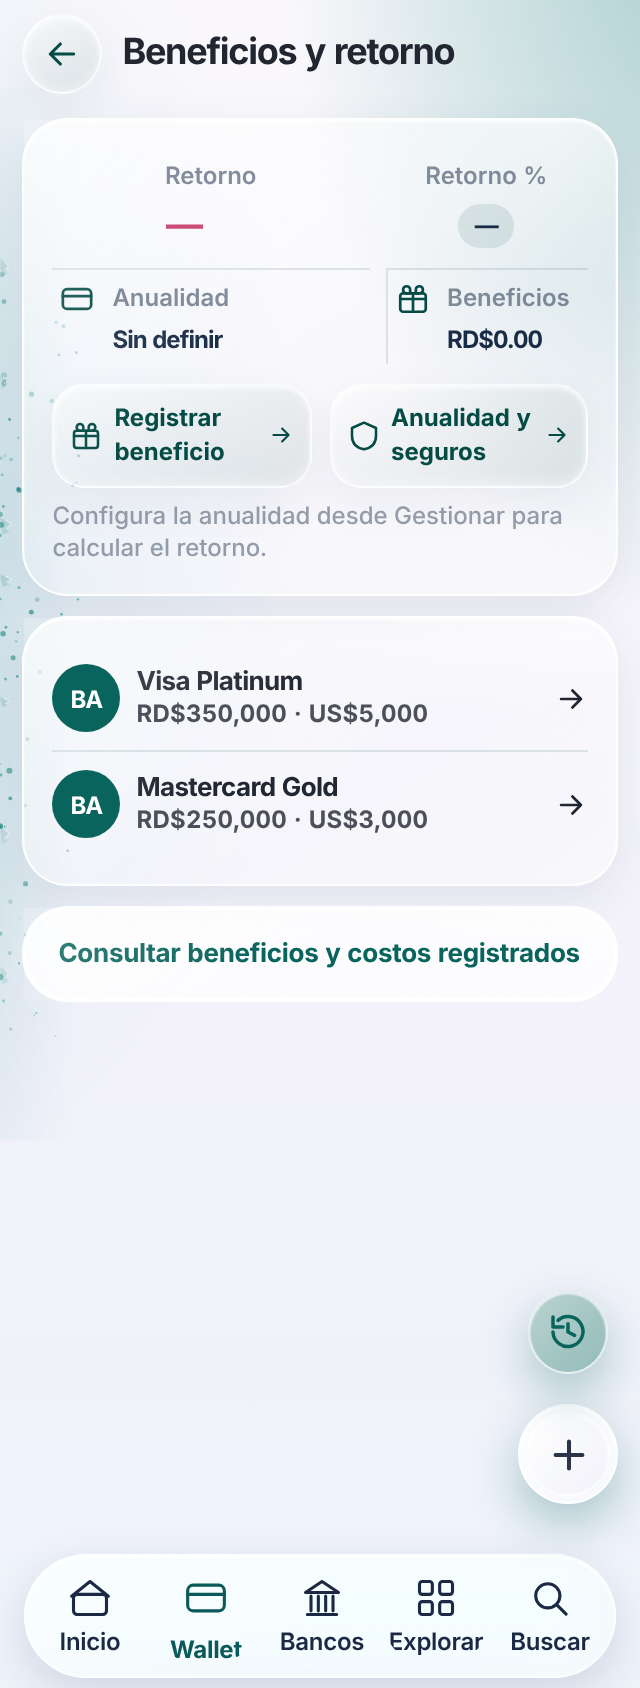 Beneficios y retorno
Retorno
—
Retorno %
—
Anualidad
Sin definir
Beneficios
RD$0.00
Registrar
beneficio
Anualidad y
seguros
Configura la anualidad desde Gestionar para
calcular el retorno.
BA
Visa Platinum
RD$350,000 · US$5,000
BA
Mastercard Gold
RD$250,000 · US$3,000
Consultar beneficios y costos registrados
Inicio
Wallet
Bancos
Explorar
Buscar